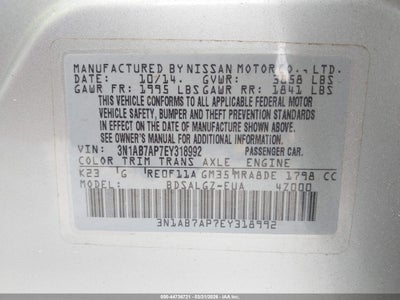 MANUFACTURED BY NISSAN MOTOR CO., LTD.
DATE: 10/14. GVWR: 3858 LBS
GAWR FR: 1995 LBS GAWR RR: 1841 LBS
THIS VEHICLE CONFORMS TO ALL APPLICABLE FEDERAL MOTOR
VEHICLE SAFETY, BUMPER AND THEFT PREVENTION STANDARDS
IN EFFECT ON THE DATE OF MANUFACTURE SHOWN ABOVE.
SEE OWNER'S MANUAL FOR ADDITIONAL INFORMATION.
VIN: 3N1AB7AP7EY318992 PASSENGER CAR.
COLOR TRIM TRANS AXLE ENGINE
K23 G RE0F11A GM35 MRA8DE 1798 CC
MODEL: BDSALGZ-EUA 4Z000
3N1AB7AP7EY318992